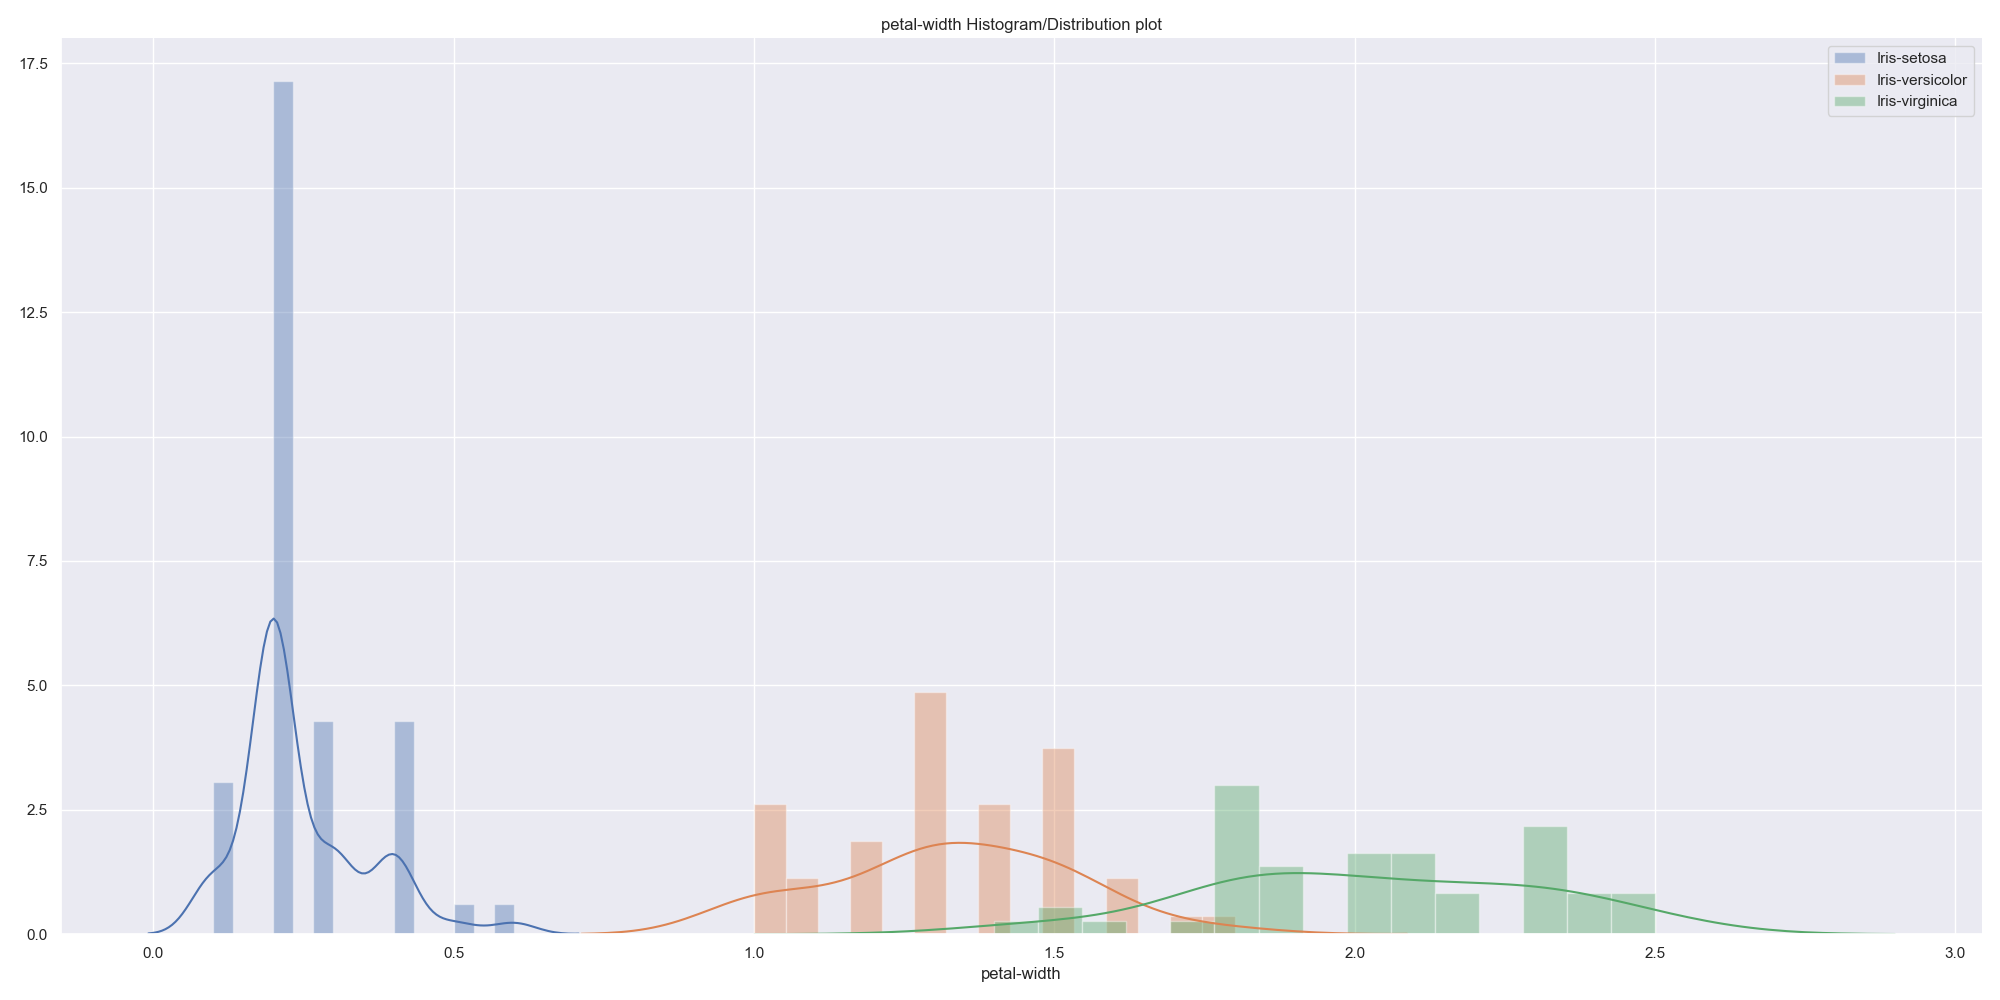 petal-width Histogram/Distribution plot
Iris-setosa
Iris-versicolor
Iris-virginica
17.5
15.0
12.5
10.0
7.5
5.0
2.5
0.0
0.0 0.5 1.0 1.5 2.0 2.5 3.0
petal-width